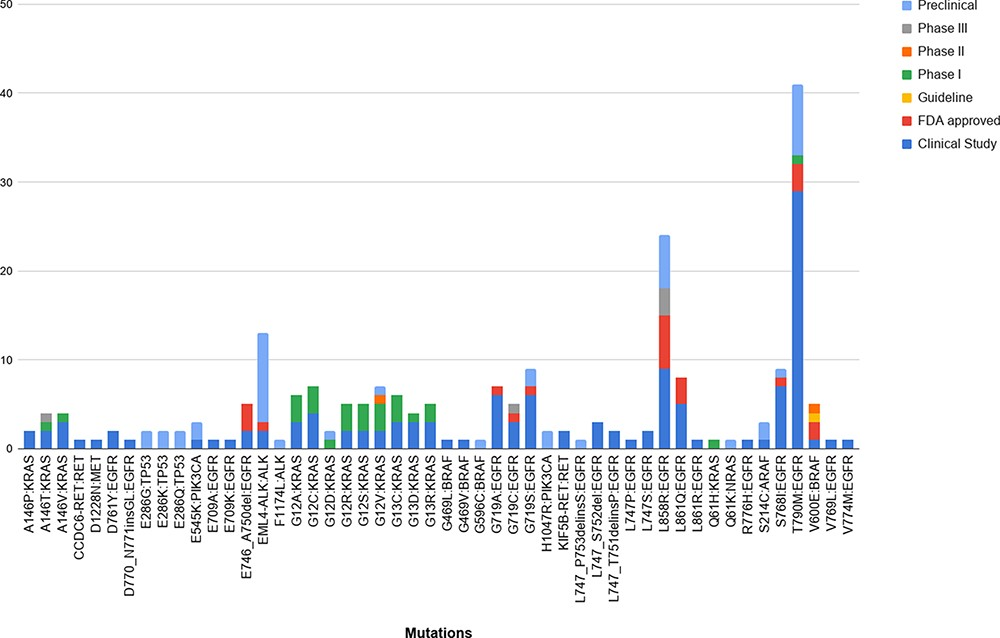 50
40
30
20
10
0
Preclinical
Phase III
Phase II
Phase I
Guideline
FDA approved
Clinical Study
A146P:KRAS
A146T:KRAS
A146V:KRAS
CCDC6-RET:RET
D1228N:MET
D761Y:EGFR
D770_N771insGL:EGFR
E286G:TP53
E286K:TP53
E286Q:TP53
E545K:PIK3CA
E709A:EGFR
E709K:EGFR
E746_A750del:EGFR
EML4-ALK:ALK
F1174L:ALK
G12A:KRAS
G12C:KRAS
G12D:KRAS
G12R:KRAS
G12S:KRAS
G12V:KRAS
G13C:KRAS
G13D:KRAS
G13R:KRAS
G469L:BRAF
G469V:BRAF
G596C:BRAF
G719A:EGFR
G719C:EGFR
G719S:EGFR
H1047R:PIK3CA
KIF5B-RET:RET
L747_P753delinsS:EGFR
L747_S752del:EGFR
L747_T751delinsP:EGFR
L747P:EGFR
L747S:EGFR
L858R:EGFR
L861Q:EGFR
L861R:EGFR
Q61H:KRAS
Q61K:NRAS
R776H:EGFR
S214C:ARAF
S768I:EGFR
T790M:EGFR
V600E:BRAF
V769L:EGFR
V774M:EGFR
Mutations